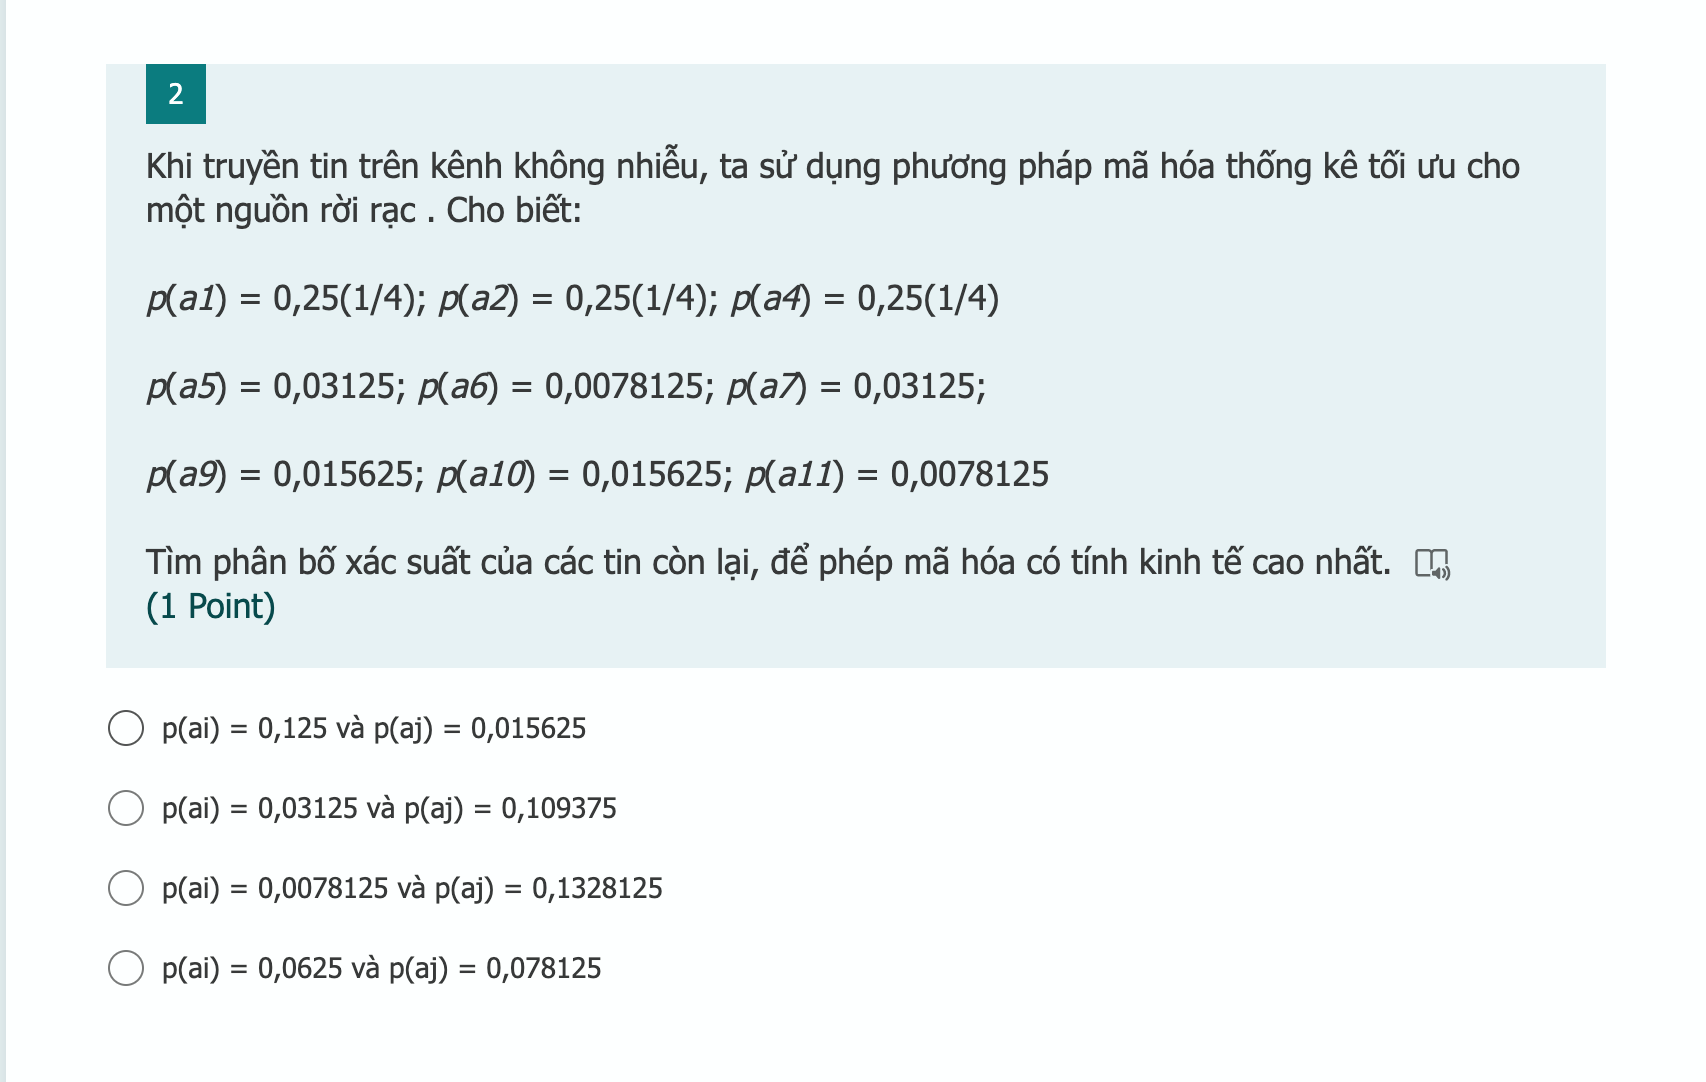 2
Khi truyền tin trên kênh không nhiễu, ta sử dụng phương pháp mã hóa thống kê tối ưu cho
một nguồn rời rạc . Cho biết:
p(a1) = 0,25(1/4); p(a2) = 0,25(1/4); p(a4) = 0,25(1/4)
p(a5) = 0,03125; p(a6) = 0,0078125; p(a7) = 0,03125;
p(a9) = 0,015625; p(a10) = 0,015625; p(a11) = 0,0078125
Tìm phân bố xác suất của các tin còn lại, để phép mã hóa có tính kinh tế cao nhất.
(1 Point)
p(ai) = 0,125 và p(aj) = 0,015625
p(ai) = 0,03125 và p(aj) = 0,109375
p(ai) = 0,0078125 và p(aj) = 0,1328125
p(ai) = 0,0625 và p(aj) = 0,078125